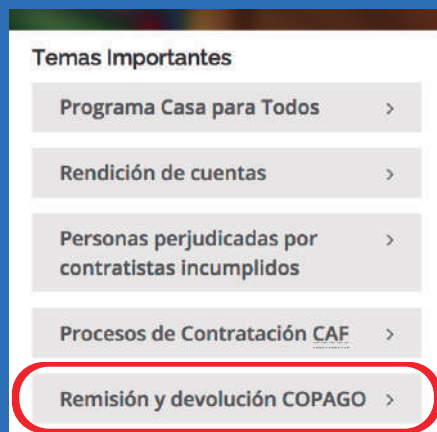 Temas Importantes
Programa Casa para Todos
Rendición de cuentas
Personas perjudicadas por
contratistas incumplidos
Procesos de Contratación CAF
Remisión y devolución COPAGO